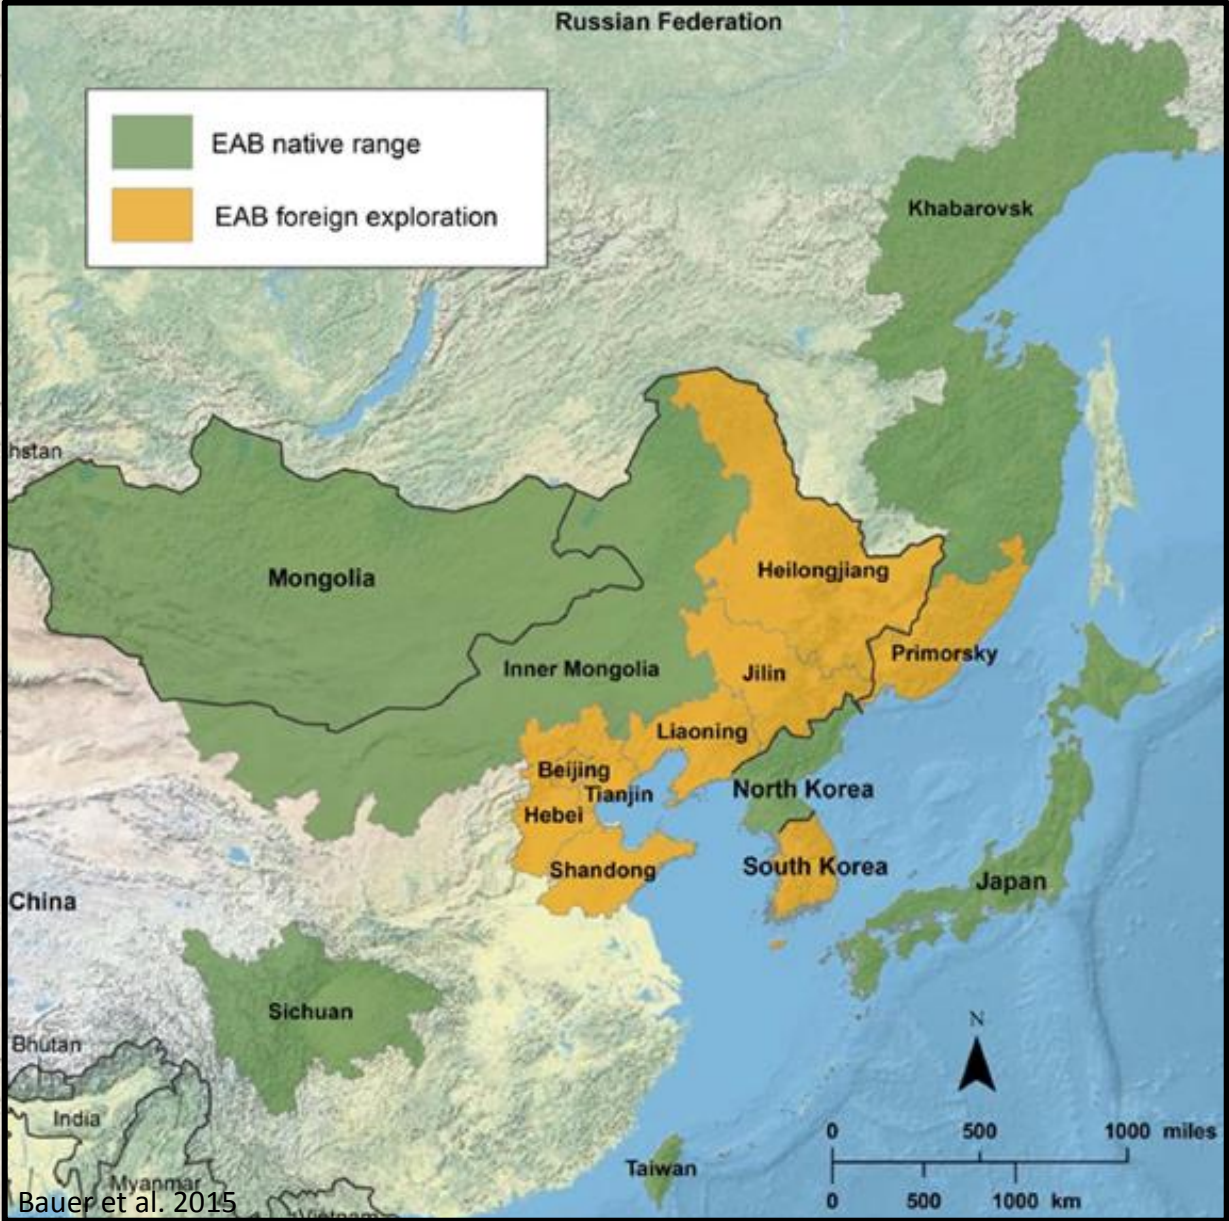 Russian Federation
EAB native range
EAB foreign exploration
Khabarovsk
hstan
Mongolia
Heilongjiang
Inner Mongolia
Jilin
Primorsky
Liaoning
Beijing
Tianjin
North Korea
Hebei
Shandong
South Korea
Japan
China
Sichuan
N
Bhutan
India
0 500 1000 miles
Taiwan
Myanmar
0 500 1000 km
Bauer et al. 2015
Vietnam